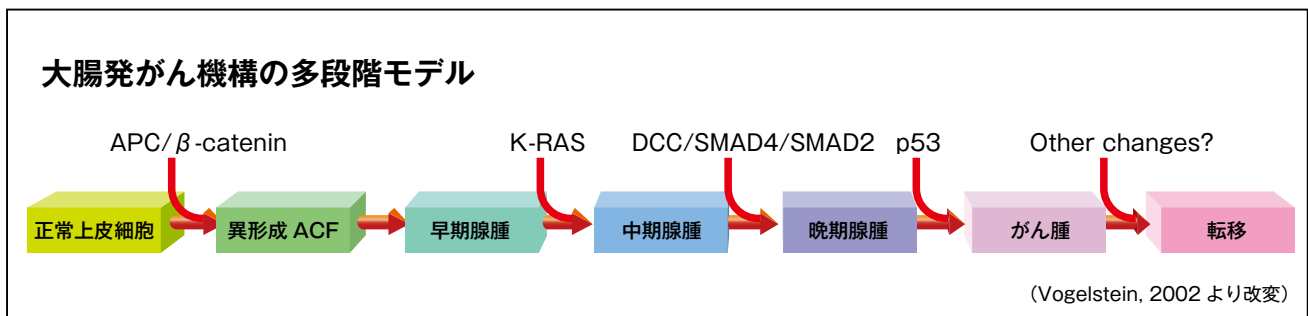 大腸発がん機構の多段階モデル
APC/β-catenin K-RAS DCC/SMAD4/SMAD2 p53 Other changes?
正常上皮細胞 異形成 ACF 早期腺腫 中期腺腫 晩期腺腫 がん腫 転移
（Vogelstein, 2002 より改変）